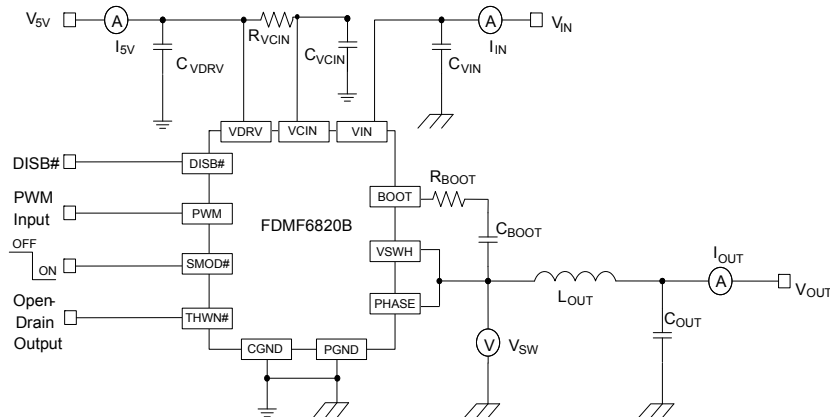 V5V
A
I5V
CVDRV
RVCIN
CVCIN
CVIN
A
IIN
VIN
VDRV
VCIN
VIN
DISB#
DISB#
PWM
Input
PWM
OFF
ON
SMOD#
Open-
Drain
Output
THWN#
FDMF6820B
BOOT
RBOOT
CBOOT
VSWH
PHASE
CGND
PGND
V
VSW
LOUT
COUT
IOUT
A
VOUT